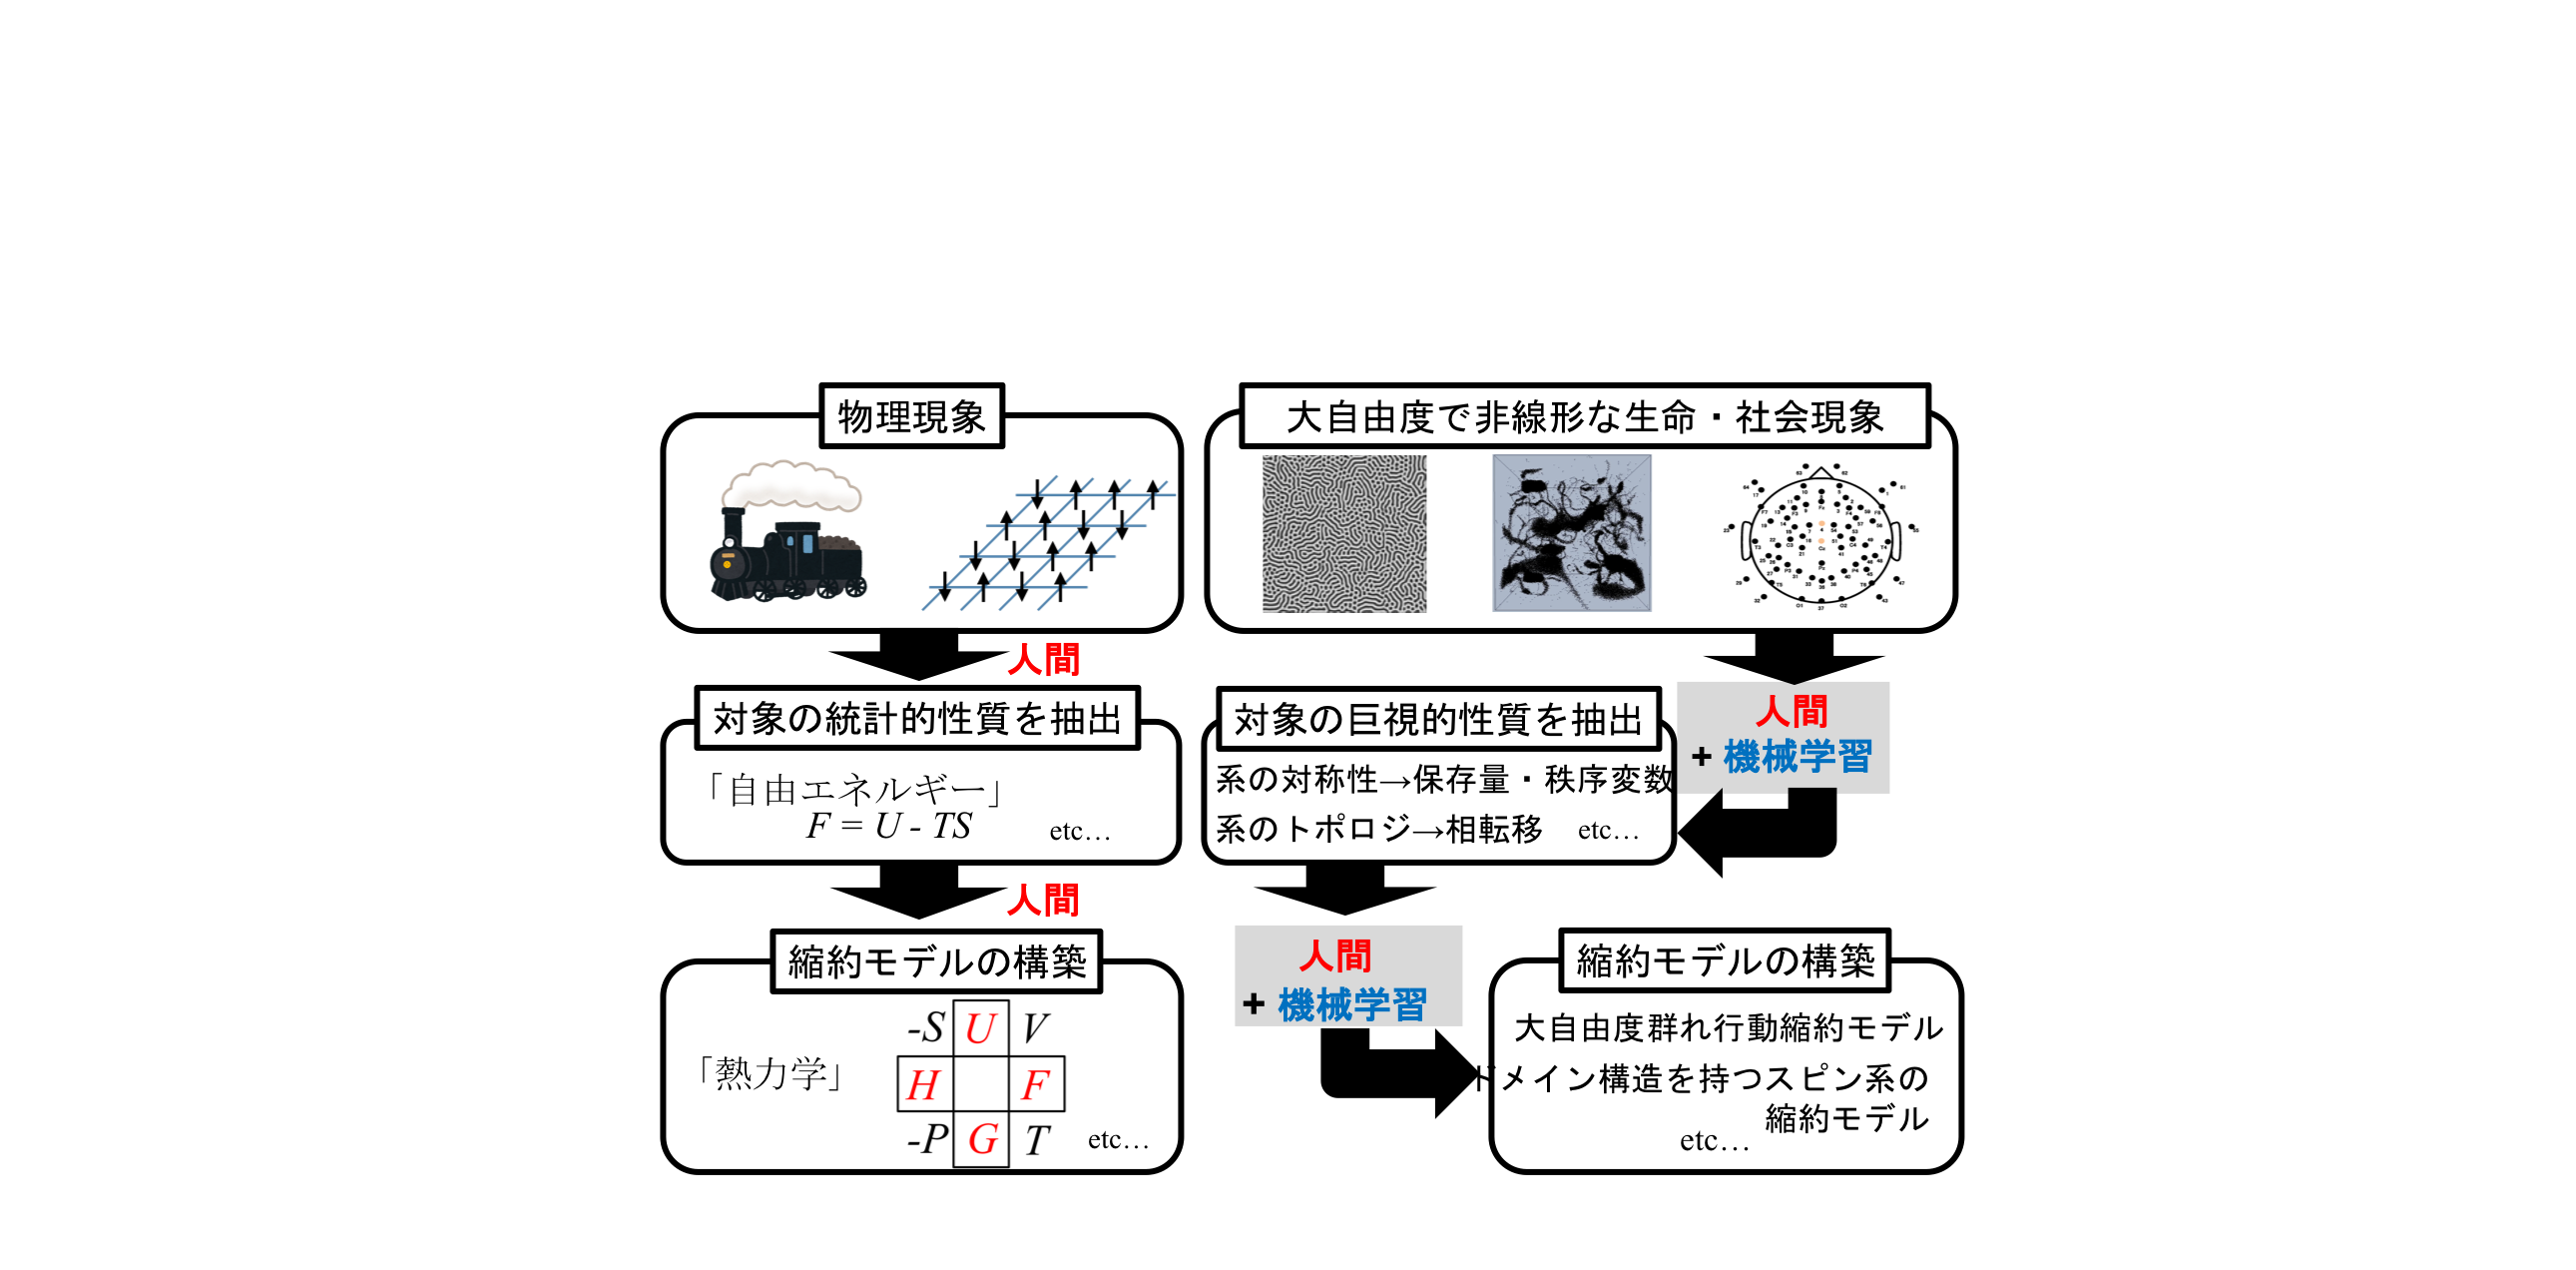 物理現象
人間
対象の統計的性質を抽出
「自由エネルギー」
F = U - TS
etc…
人間
縮約モデルの構築
「熱力学」
-S U V
H F
-P G T
etc…
大自由度で非線形な生命・社会現象
人間
+ 機械学習
対象の巨視的性質を抽出
系の対称性→保存量・秩序変数
系のトポロジ→相転移 etc…
人間
+ 機械学習
縮約モデルの構築
大自由度群れ行動縮約モデル
ドメイン構造を持つスピン系の
縮約モデル
etc…